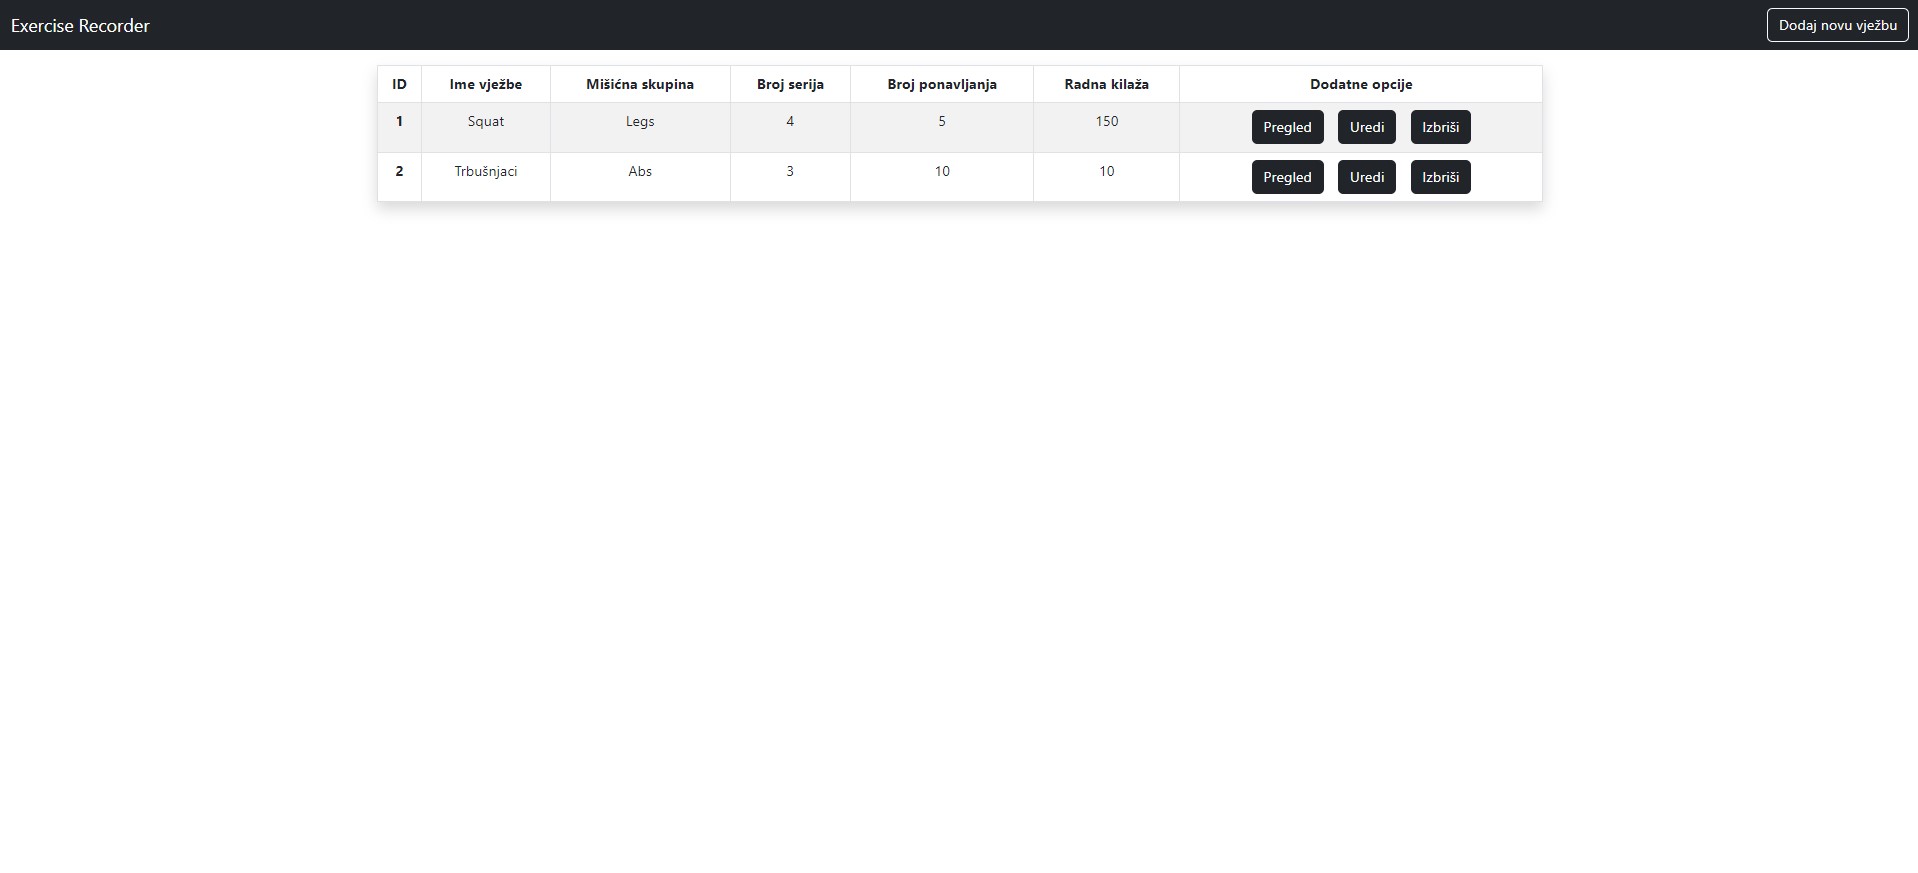 Exercise Recorder Dodaj novu vježbu
ID Ime vježbe Mišićna skupina Broj serija Broj ponavljanja Radna kilaža Dodatne opcije
1 Squat Legs 4 5 150 Pregled Uredi Izbriši
2 Trbušnjaci Abs 3 10 10 Pregled Uredi Izbriši